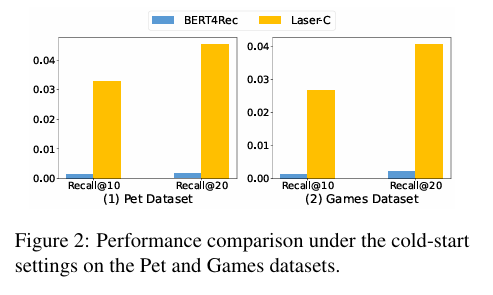 BERT4Rec Laser-C
0.04
0.03
0.02
0.01
0.00
Recall@10 Recall@20
(1) Pet Dataset
0.04
0.03
0.02
0.01
0.00
Recall@10 Recall@20
(2) Games Dataset
Figure 2: Performance comparison under the cold-start
settings on the Pet and Games datasets.